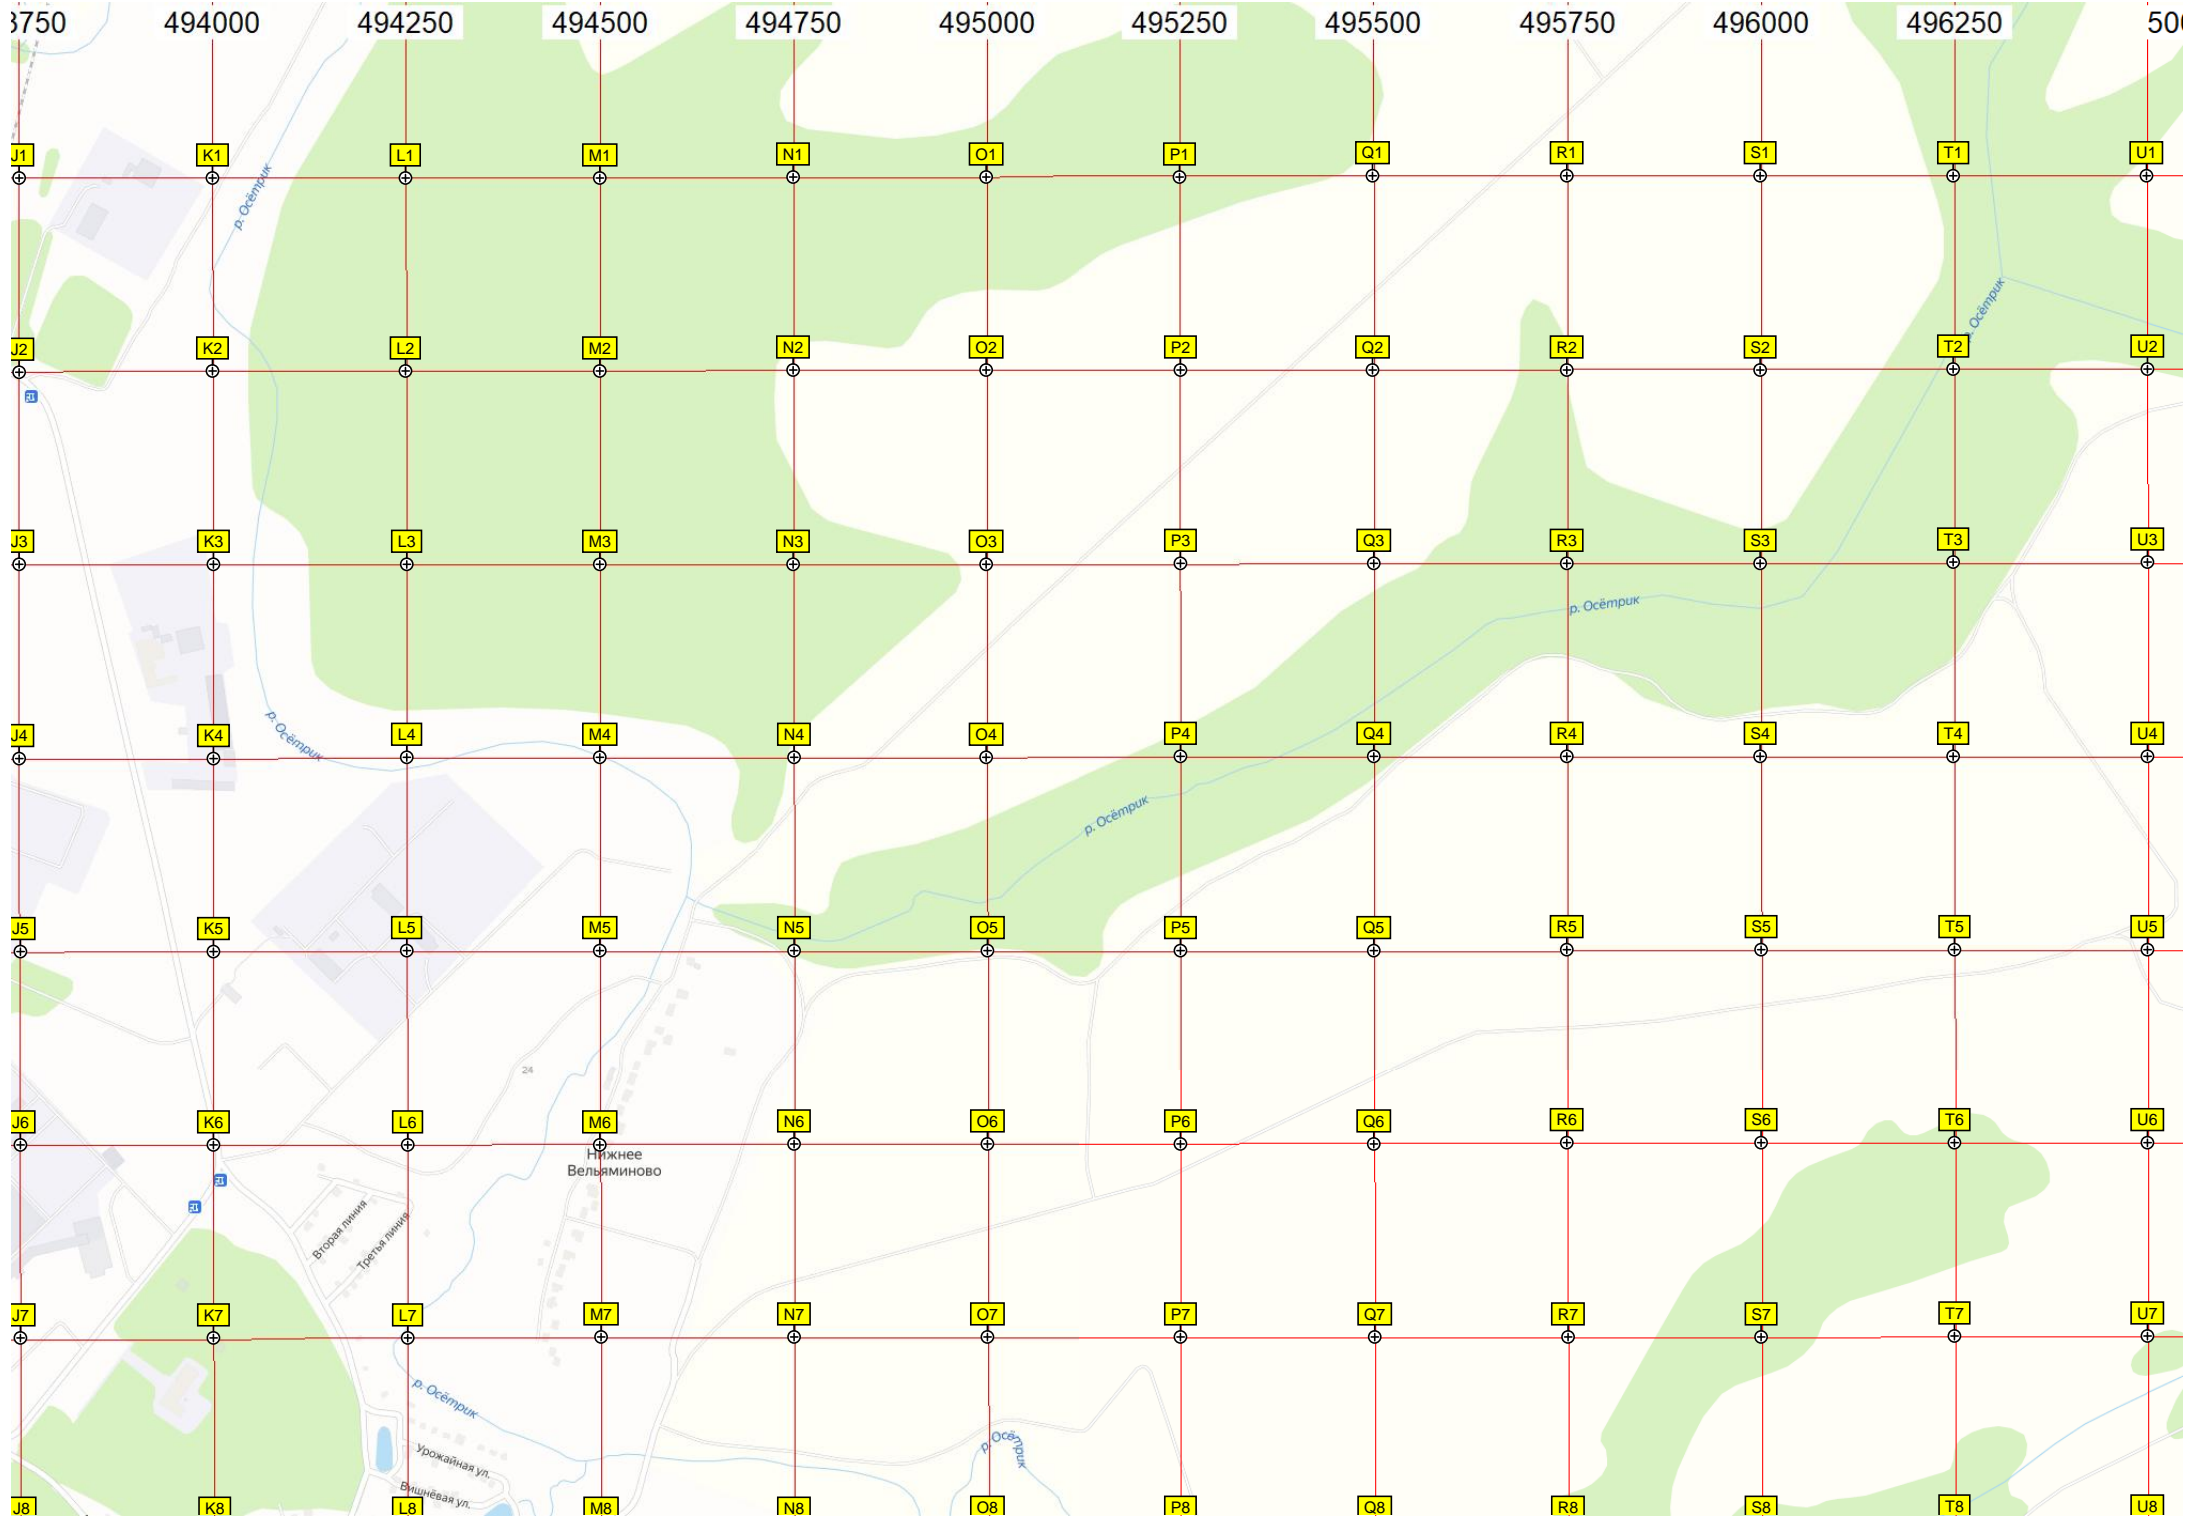 3750 494000 494250 494500 494750 495000 495250 495500 495750 496000 496250 500
J1 K1 L1 M1 N1 O1 P1 Q1 R1 S1 T1 U1
р. Осётрик
р. Осётрик
J2 K2 L2 M2 N2 O2 P2 Q2 R2 S2 T2 U2
J3 K3 L3 M3 N3 O3 P3 Q3 R3 S3 T3 U3
р. Осётрик
р. Осётрик
J4 K4 L4 M4 N4 O4 P4 Q4 R4 S4 T4 U4
р. Осётрик
J5 K5 L5 M5 N5 O5 P5 Q5 R5 S5 T5 U5
24
J6 K6 L6 M6 N6 O6 P6 Q6 R6 S6 T6 U6
Нижнее
Вельяминово
Вторая линия
Третья линия
J7 K7 L7 M7 N7 O7 P7 Q7 R7 S7 T7 U7
р. Осётрик
р. Осётрик
Урожайная ул.
Вишнёвая ул.
J8 K8 L8 M8 N8 O8 P8 Q8 R8 S8 T8 U8